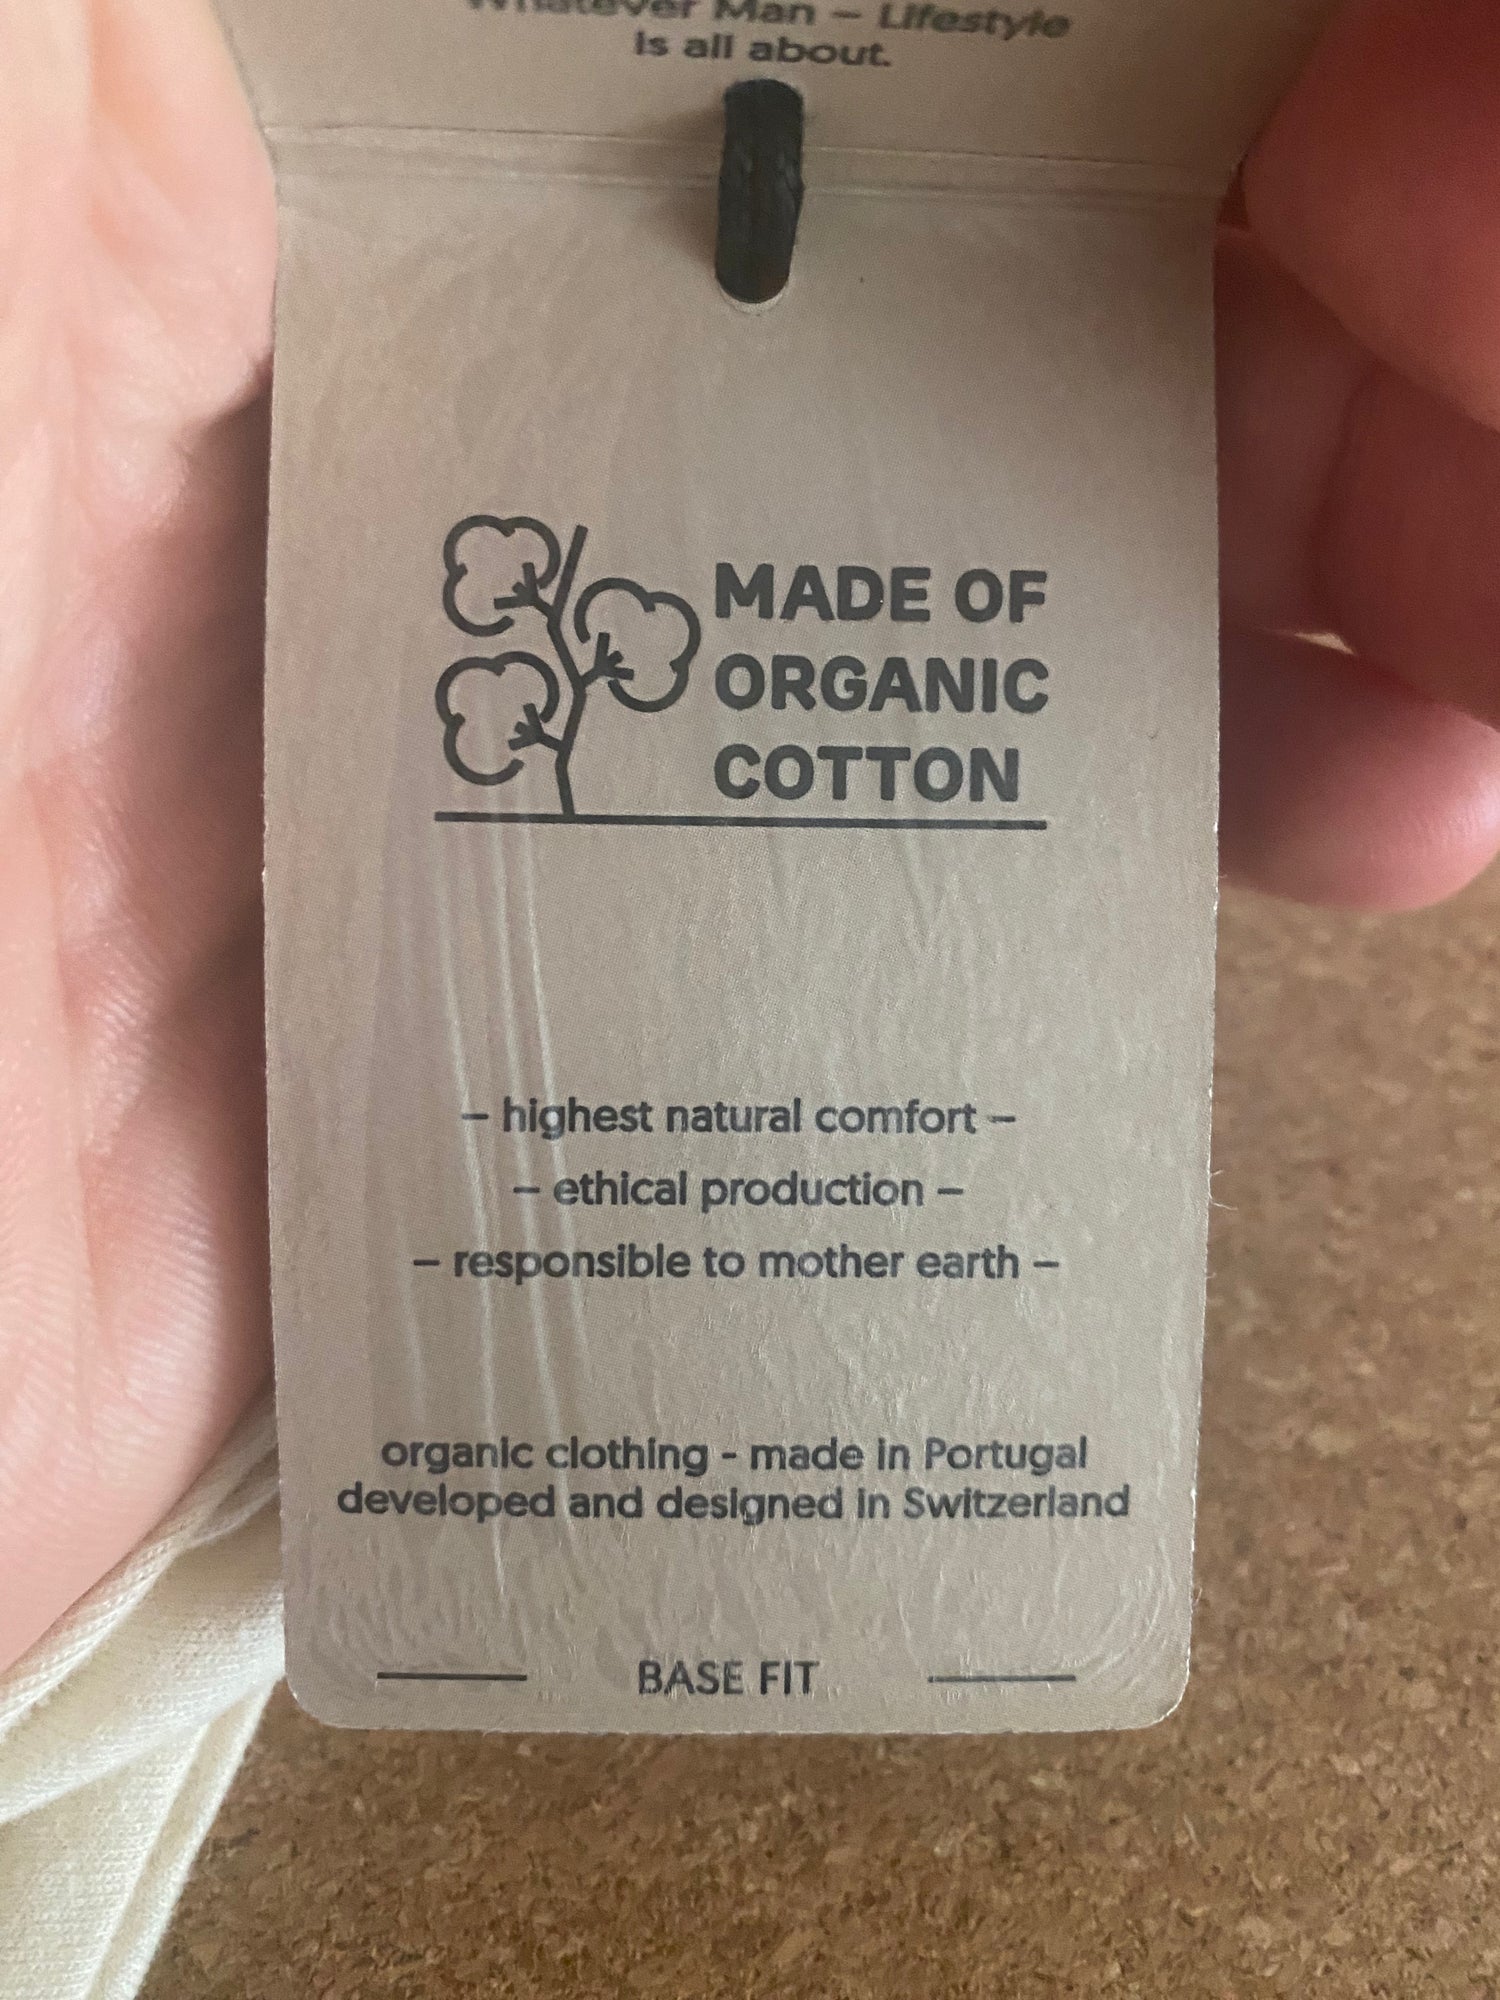 Whatever Man – Lifestyle
is all about.
MADE OF
ORGANIC
COTTON
– highest natural comfort –
– ethical production –
– responsible to mother earth –
organic clothing - made in Portugal
developed and designed in Switzerland
BASE FIT